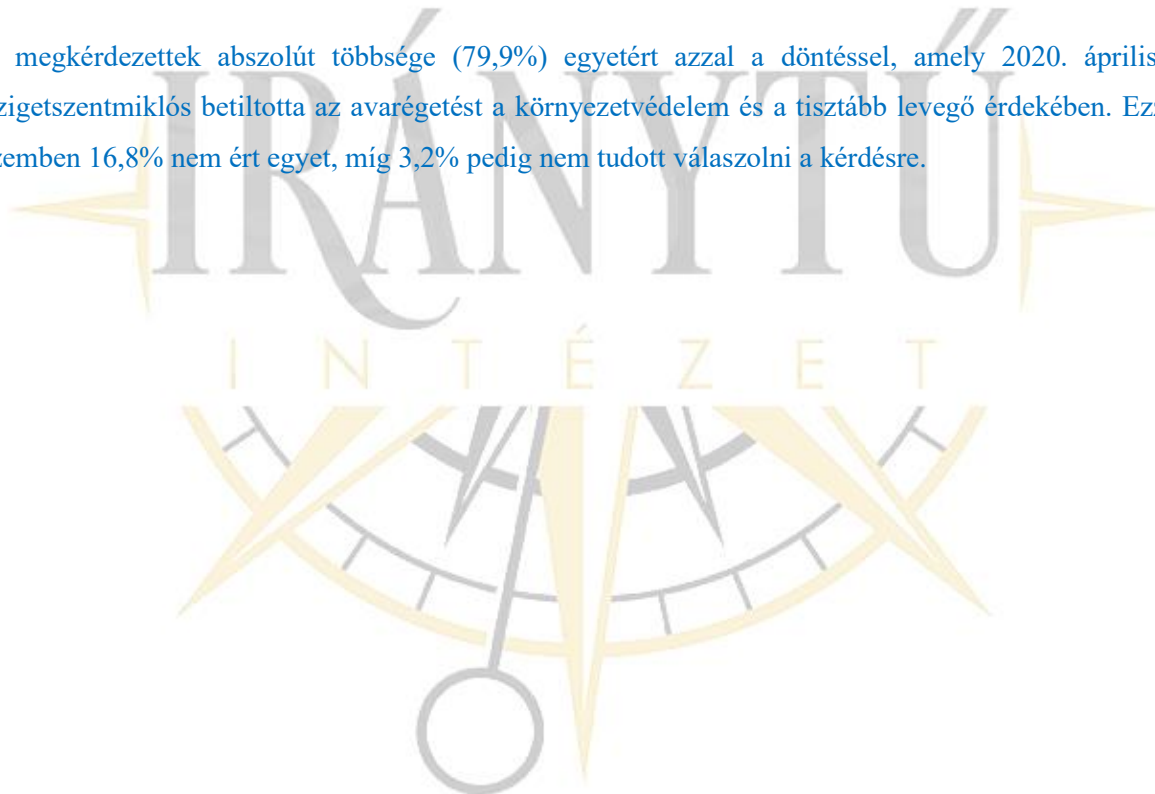 megkérdezettek abszolút többsége (79,9%) egyetért azzal a döntéssel, amely 2020. április
zigetszentmiklós betiltotta az avarégetést a környezetvédelem és a tisztább levegő érdekében. Ezz
zemben 16,8% nem ért egyet, míg 3,2% pedig nem tudott válaszolni a kérdésre.
IRÁNYTŰ
INTÉZET